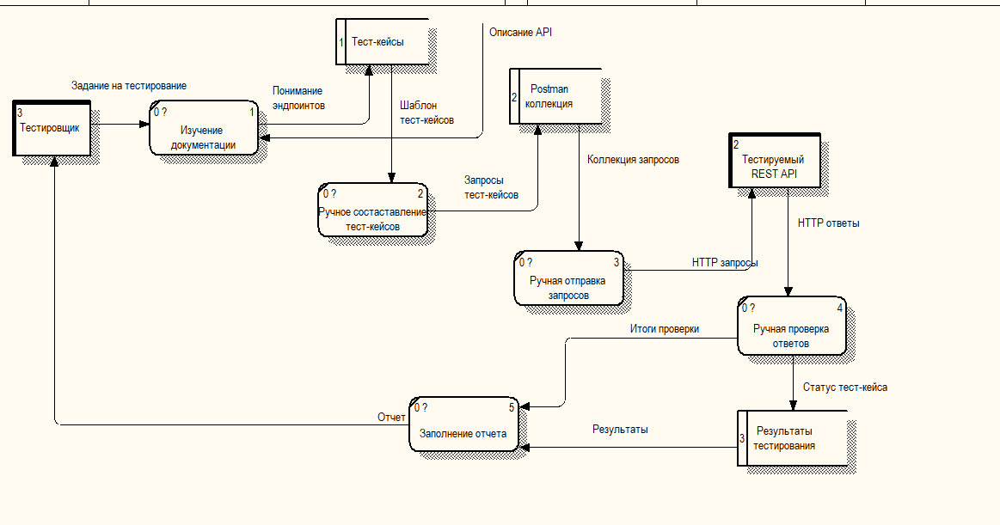 1
Тест-кейсы
Описание API
Задание на тестирование
3
Тестировщик
0 ?
1
Изучение
документации
Понимание
эндпоинтов
Шаблон
тест-кейсов
2
Postman
коллекция
Коллекция запросов
2
Тестируемый
REST API
0 ?
2
Ручное состаставление
тест-кейсов
Запросы
тест-кейсов
HTTP ответы
0 ?
3
Ручная отправка
запросов
HTTP запросы
0 ?
4
Ручная проверка
ответов
Итоги проверки
Статус тест-кейса
0 ?
5
Заполнение отчета
Отчет
Результаты
3
Результаты
тестирования